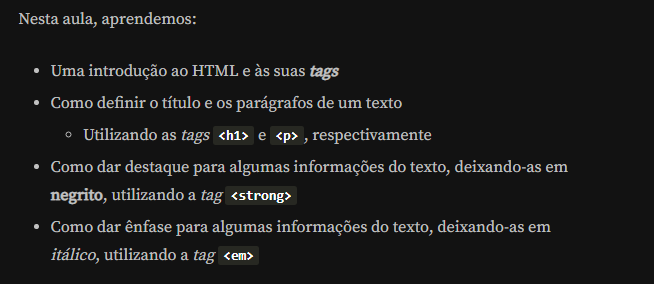 Nesta aula, aprendemos:
• Uma introdução ao HTML e às suas tags
• Como definir o título e os parágrafos de um texto
◦ Utilizando as tags <h1> e <p>, respectivamente
• Como dar destaque para algumas informações do texto, deixando-as em
negrito, utilizando a tag <strong>
• Como dar ênfase para algumas informações do texto, deixando-as em
itálico, utilizando a tag <em>